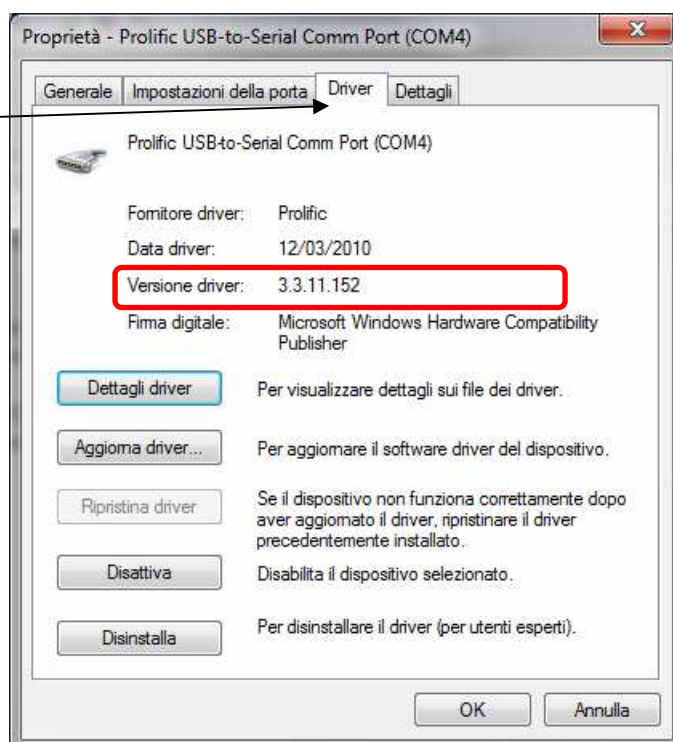 Proprietà - Prolific USB-to-Serial Comm Port (COM4)
Generale Impostazioni della porta Driver Dettagli
Prolific USB-to-Serial Comm Port (COM4)
Fornitore driver: Prolific
Data driver: 12/03/2010
Versione driver: 3.3.11.152
Firma digitale: Microsoft Windows Hardware Compatibility
Publisher
Dettagli driver Per visualizzare dettagli sui file dei driver.
Aggiorna driver... Per aggiornare il software driver del dispositivo.
Ripristina driver Se il dispositivo non funziona correttamente dopo
aver aggiornato il driver, ripristinare il driver
precedentemente installato.
Disattiva Disabilita il dispositivo selezionato.
Disinstalla Per disinstallare il driver (per utenti esperti).
OK Annulla